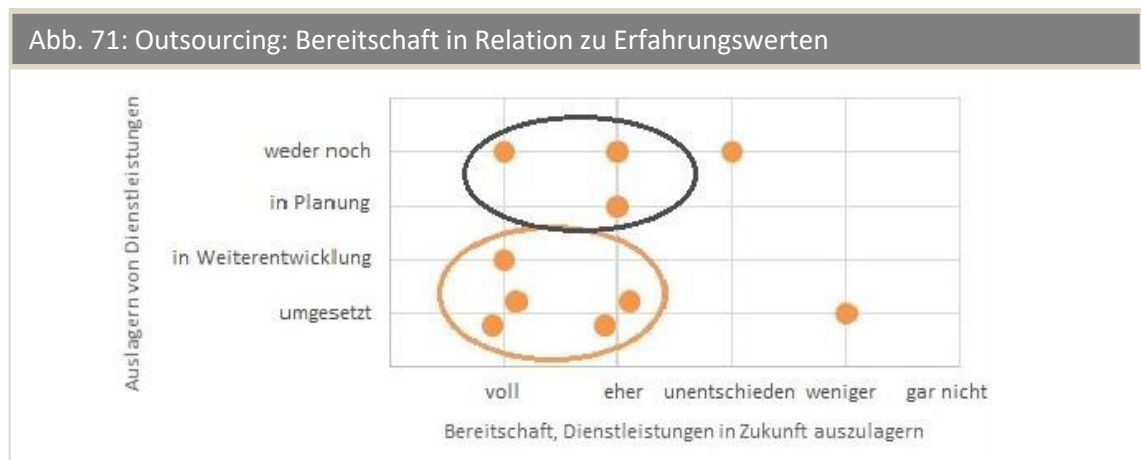 Abb. 71: Outsourcing: Bereitschaft in Relation zu Erfahrungswerten
Auslagern von Dienstleistungen
weder noch
in Planung
in Weiterentwicklung
umgesetzt
voll eher unentschieden weniger gar nicht
Bereitschaft, Dienstleistungen in Zukunft auszulagern